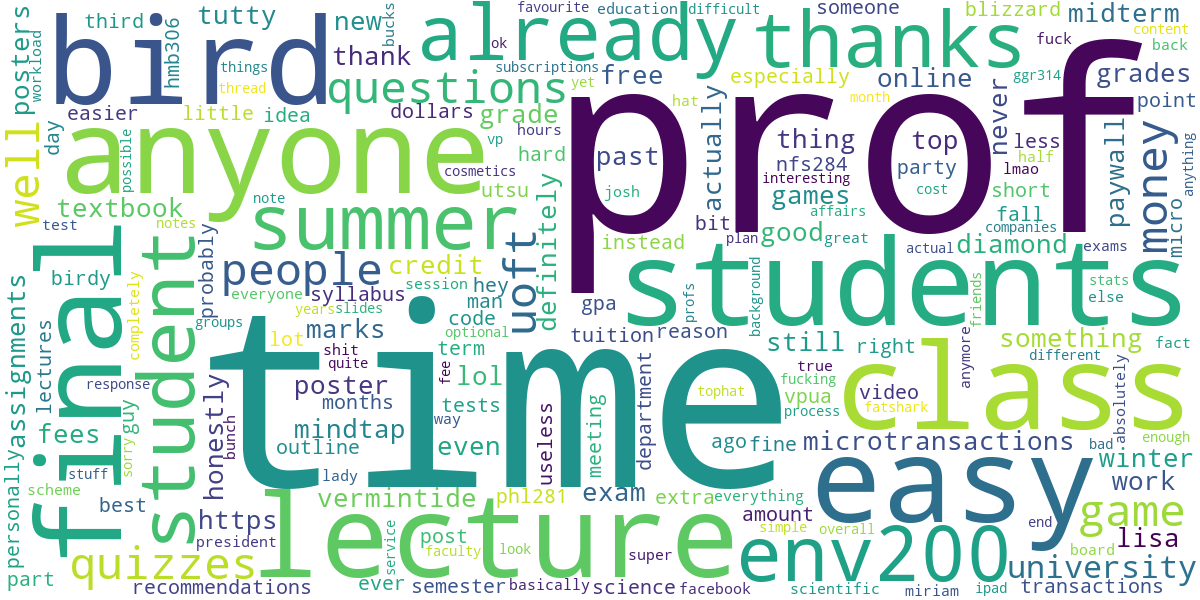 prof
time
bird
already
thanks
anyone
students
student
final
summer
lecture
class
easy
env200
questions
people
uoft
money
well
quizzes
game
university
third
tutty
new
bucks
favourite
education
difficult
someone
blizzard
midterm
posters
workload
hmb306
things
thread
thank
ok
subscriptions
yet
free
especially
online
fuck
content
back
ggr314
grades
easier
little
idea
dollars
grade
hours
vp
hat
month
never
point
day
possible
cosmetics
hard
past
actually
thing
top
less
half
lmao
paywall
micro
anything
textbook
note
notes
test
utsu
josh
nfs284
interesting
party
cost
games
short
affairs
fall
companies
definitely
instead
bit
plan
good
great
actual
diamond
exams
birdy
probably
credit
session
hey
man
code
optional
everyone
syllabus
years
slides
gpa
profs
background
friends
stats
else
personally
assignments
lectures
completely
groups
lot
marks
term
tuition
reason
still
right
anymore
something
fact
different
response
guy
sorry
honestly
bunch
shit
quite
poster
months
fee
lol
tests
way
mindtap
outline
even
useless
meeting
department
tophat
true
fucking
vpua
process
video
fatshark
absolutely
bad
enough
fees
stuff
scheme
best
lady
ago
fine
microtransactions
winter
work
https
president
vermintide
phl281
exam
extra
everything
amount
simple
overall
end
lisa
board
part
recommendations
ever
service
post
faculty
look
semester
basically
super
science
facebook
scientific
miriam
ipad
transactions